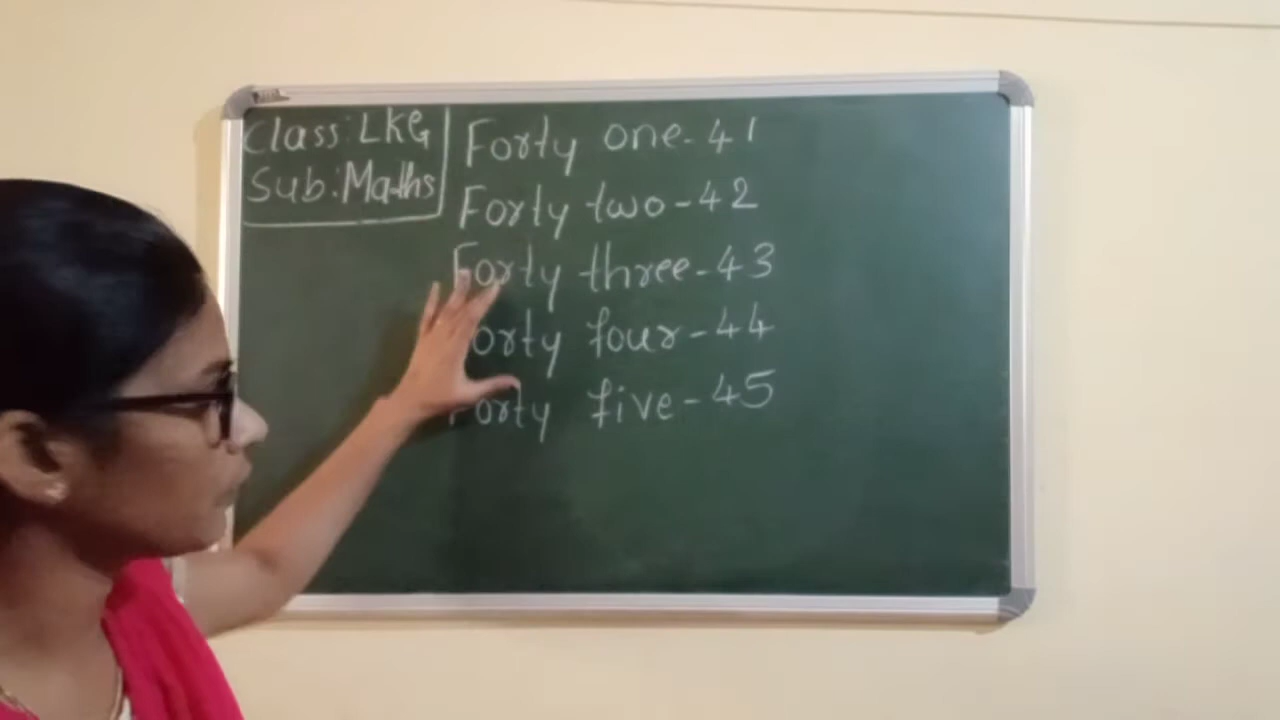 Class: LKG
Sub: Maths
Forty one - 41
Forty two - 42
Forty three - 43
Forty four - 44
Forty five - 45